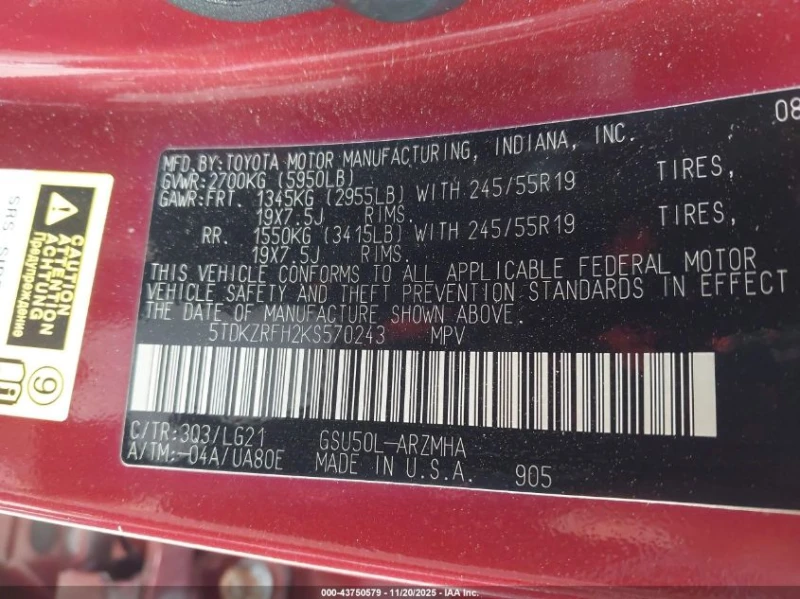 08
MFD.BY:TOYOTA MOTOR MANUFACTURING, INDIANA, INC.
GVWR:2700KG (5950LB)
GAWR:FRT. 1345KG (2955LB) WITH 245/55R19 TIRES,
19X7.5J RIMS.
RR. 1550KG (3415LB) WITH 245/55R19 TIRES,
19X7.5J RIMS.
THIS VEHICLE CONFORMS TO ALL APPLICABLE FEDERAL MOTOR
VEHICLE SAFETY AND THEFT PREVENTION STANDARDS IN EFFECT
THE DATE OF MANUFACTURE SHOWN ABOVE.
5TDKZRFH2KS570243 MPV
C/TR:3Q3/LG21 GSU50L-ARZMHA
A/TM:-04A/UA80E MADE IN U.S.A. 905
SRS
CAUTION
ATTENTION
ACHTUNG
Предупреждение
9
000-43750579 - 11/20/2025 - IAA Inc.